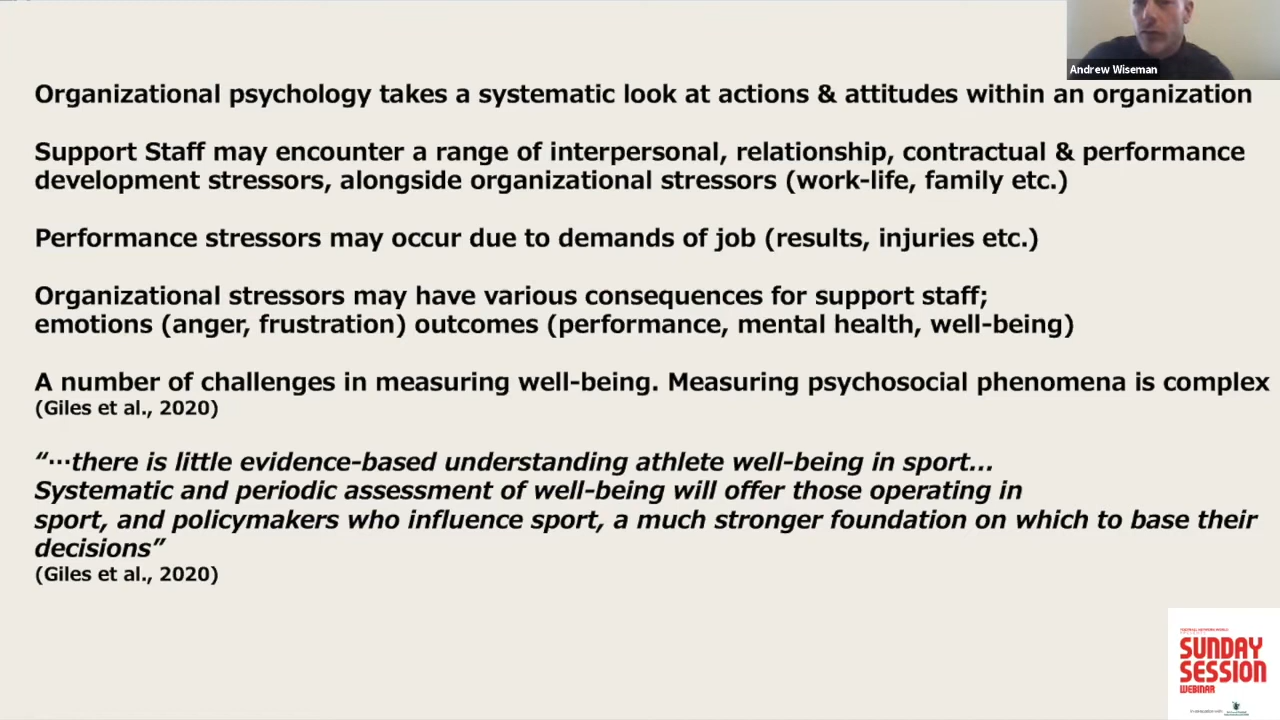 Andrew Wiseman
Organizational psychology takes a systematic look at actions & attitudes within an organization
Support Staff may encounter a range of interpersonal, relationship, contractual & performance
development stressors, alongside organizational stressors (work-life, family etc.)
Performance stressors may occur due to demands of job (results, injuries etc.)
Organizational stressors may have various consequences for support staff;
emotions (anger, frustration) outcomes (performance, mental health, well-being)
A number of challenges in measuring well-being. Measuring psychosocial phenomena is complex
(Giles et al., 2020)
“…there is little evidence-based understanding athlete well-being in sport…
Systematic and periodic assessment of well-being will offer those operating in
sport, and policymakers who influence sport, a much stronger foundation on which to base their
decisions”
(Giles et al., 2020)
SUNDAY
SESSION
WEBINAR